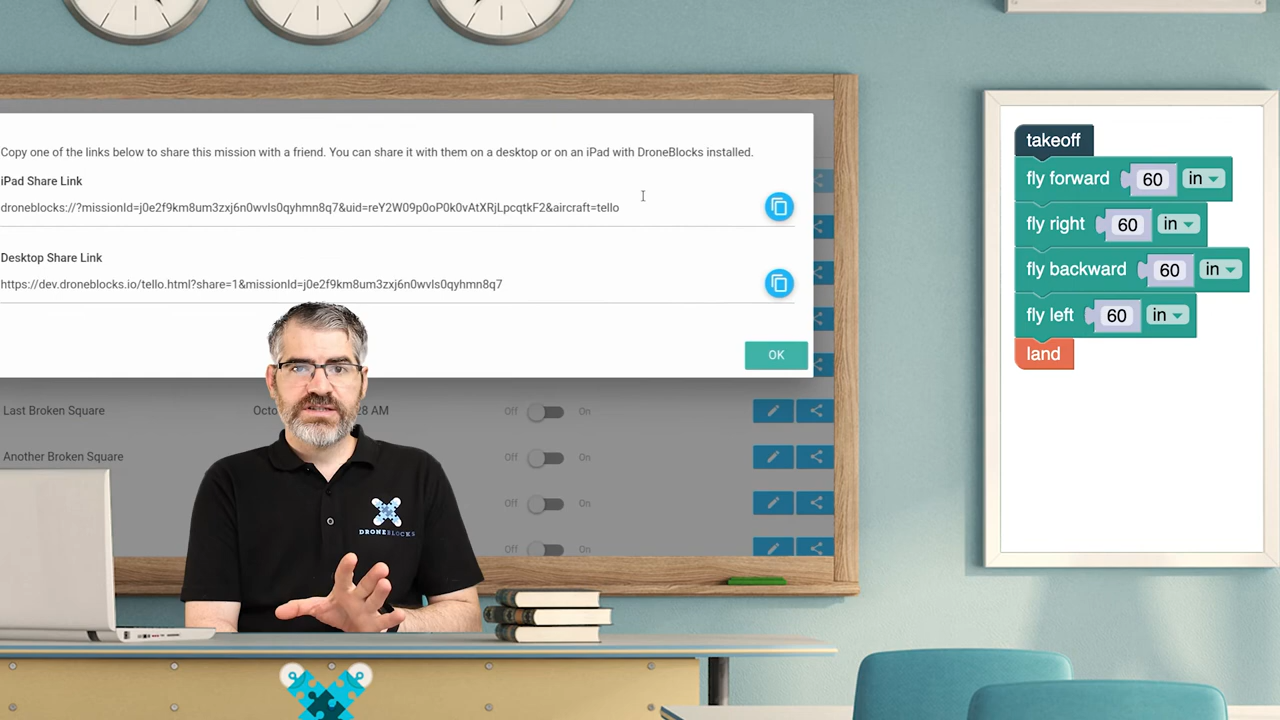 Copy one of the links below to share this mission with a friend. You can share it with them on a desktop or on an iPad with DroneBlocks installed.
iPad Share Link
droneblocks://?missionId=j0e2f9km8um3zxj6n0wvls0qyhmn8q7&uid=reY2W09p0oP0k0vAtXRjLpcqtkF2&aircraft=tello
Desktop Share Link
https://dev.droneblocks.io/tello.html?share=1&missionId=j0e2f9km8um3zxj6n0wvls0qyhmn8q7
OK
Last Broken Square Octo 8 AM Off On
Another Broken Square Off On
Off On
Off On
DRONEBLOCKS
takeoff
fly forward 60 in
fly right 60 in
fly backward 60 in
fly left 60 in
land